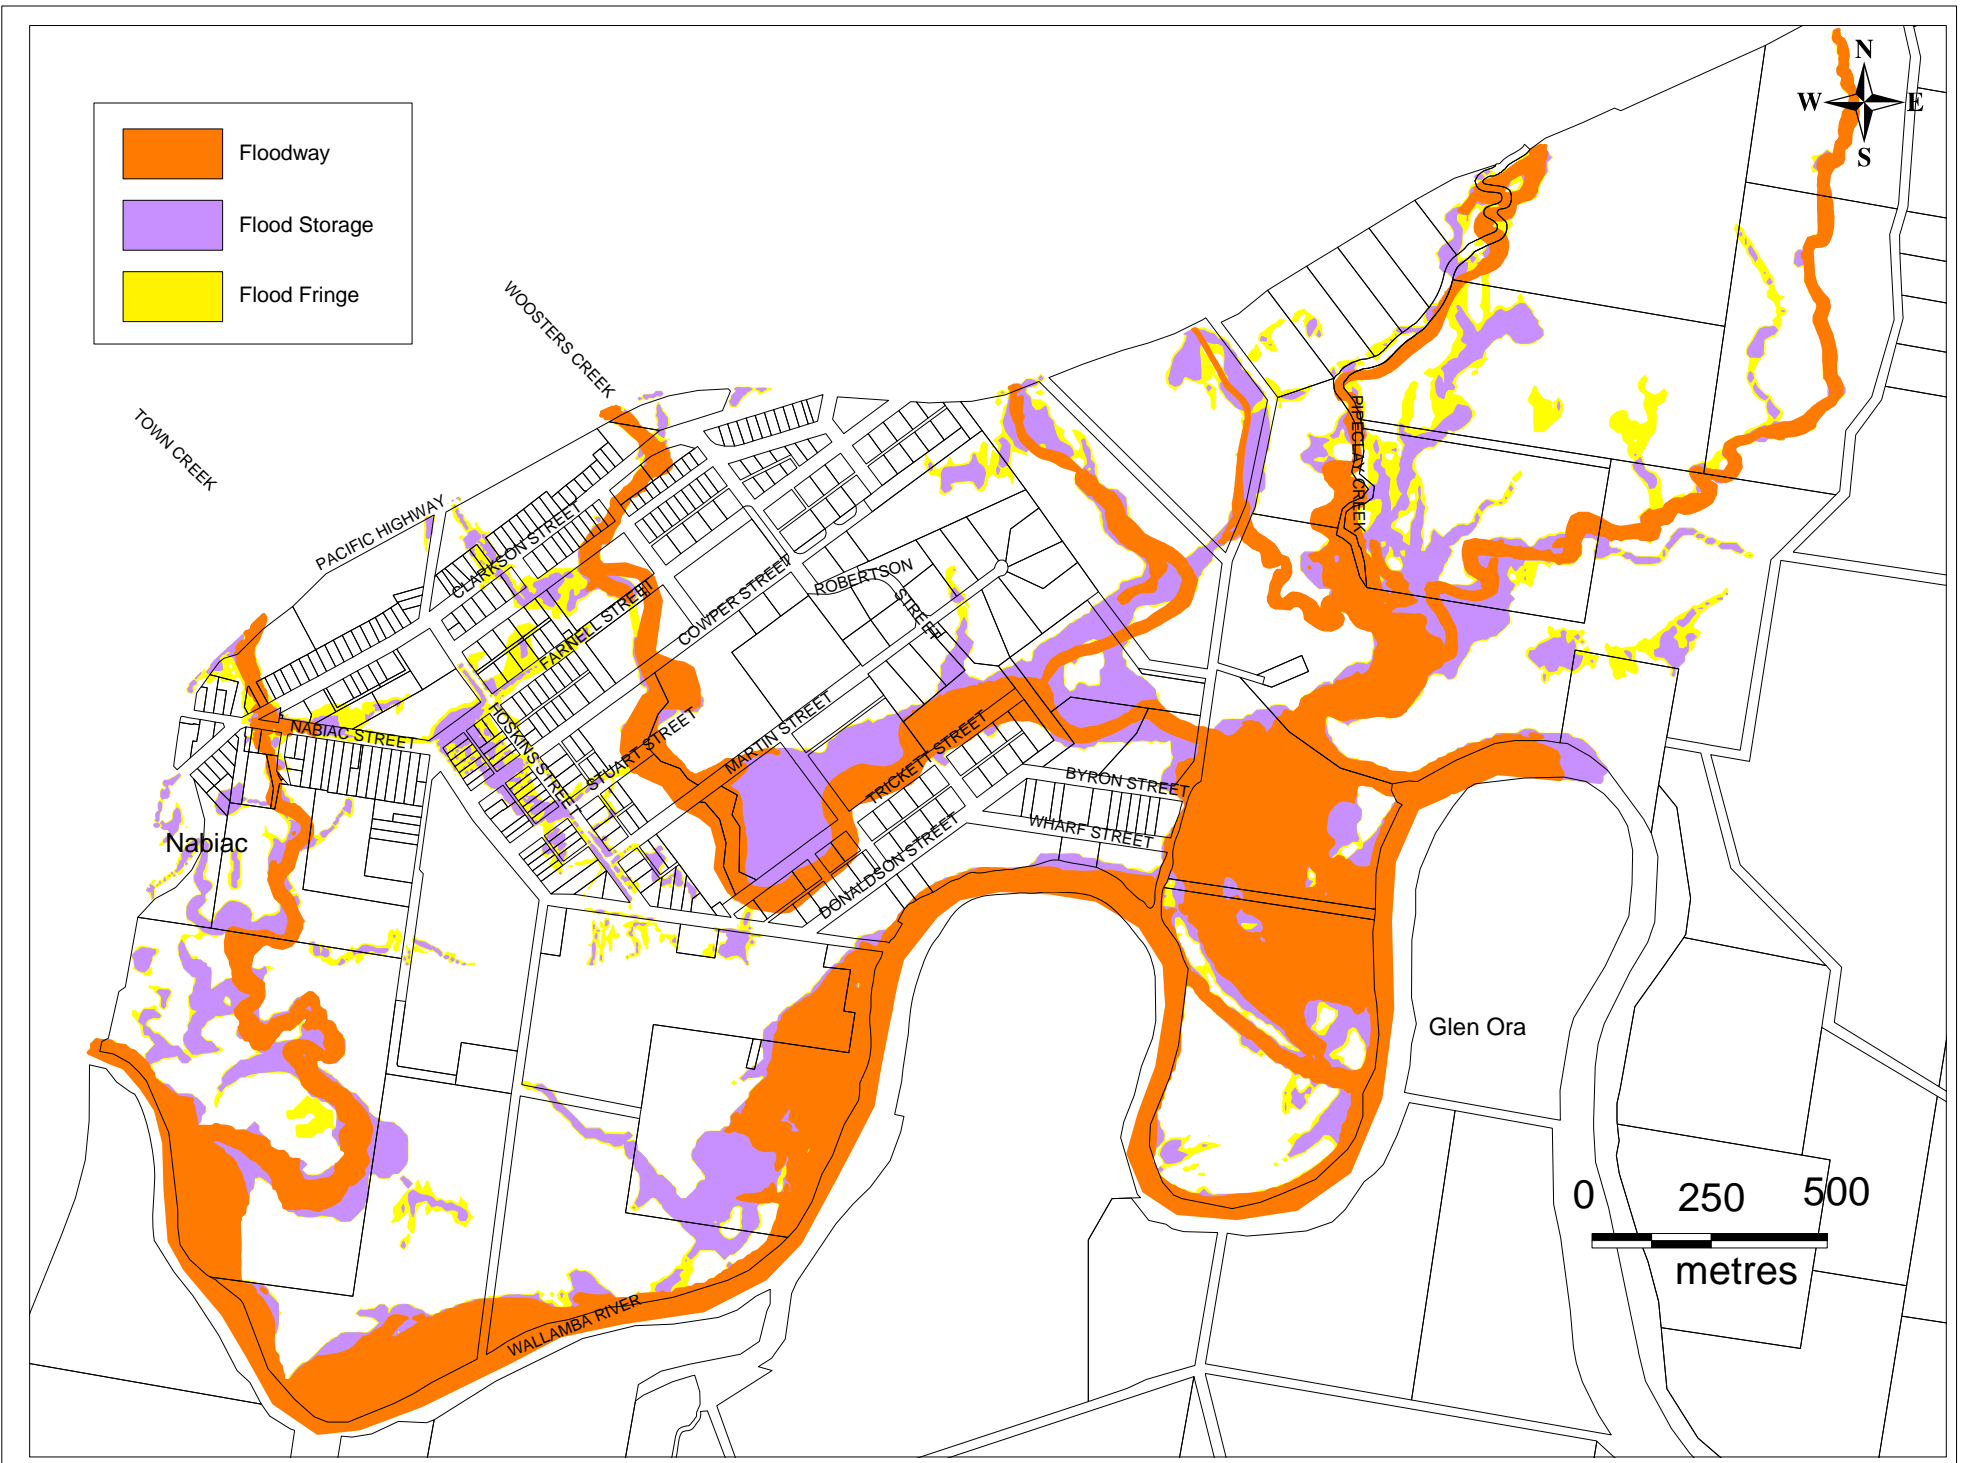 N
W E
S
Floodway
Flood Storage
Flood Fringe
WOOSTERS CREEK
TOWN CREEK
PACIFIC HIGHWAY
CLARKSON STREET
PIPECLAY CREEK
FARNELL STREET
COWPER STREET
ROBERTSON
STREET
NABIAC STREET
HOSKINS STREET
STUART STREET
MARTIN STREET
TRICKETT STREET
BYRON STREET
WHARF STREET
DONALDSON STREET
Nabiac
Glen Ora
WALLAMBA RIVER
0 250 500
metres